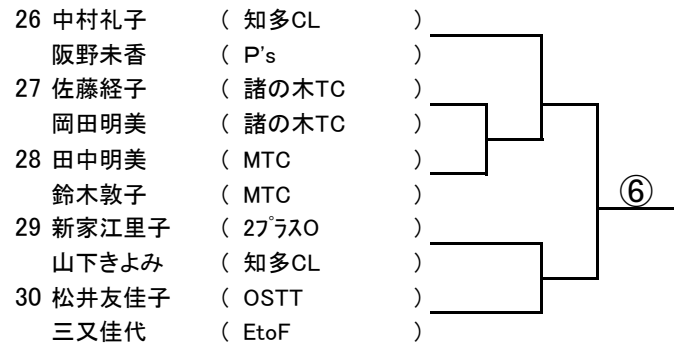 26 中村礼子 ( 知多CL )
阪野未香 ( P's )
27 佐藤経子 ( 諸の木TC )
岡田明美 ( 諸の木TC )
28 田中明美 ( MTC )
鈴木敦子 ( MTC )
⑥
29 新家江里子 ( 2プラスO )
山下きよみ ( 知多CL )
30 松井友佳子 ( OSTT )
三又佳代 ( EtoF )